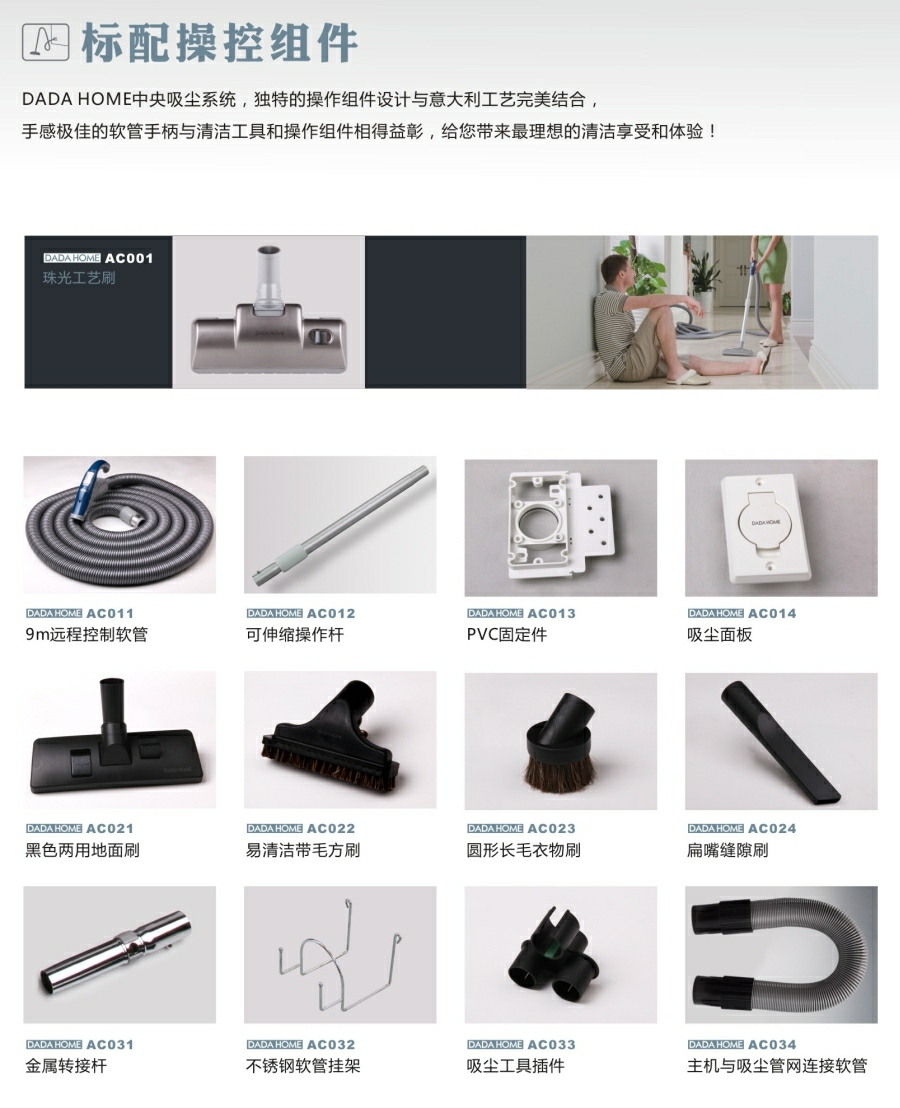 标配操控组件
DADA HOME中央吸尘系统，独特的操作组件设计与意大利工艺完美结合，
手感极佳的软管手柄与清洁工具和操作组件相得益彰，给您带来最理想的清洁享受和体验！
DADA HOME AC001
珠光工艺刷
DADA HOME
DADA HOME AC011
9m远程控制软管
DADA HOME AC012
可伸缩操作杆
DADA HOME AC013
PVC固定件
DADA HOME AC014
吸尘面板
DADA HOME AC021
黑色两用地面刷
DADA HOME AC022
易清洁带毛方刷
DADA HOME AC023
圆形长毛衣物刷
DADA HOME AC024
扁嘴缝隙刷
DADA HOME AC031
金属转接杆
DADA HOME AC032
不锈钢软管挂架
DADA HOME AC033
吸尘工具插件
DADA HOME AC034
主机与吸尘管网连接软管